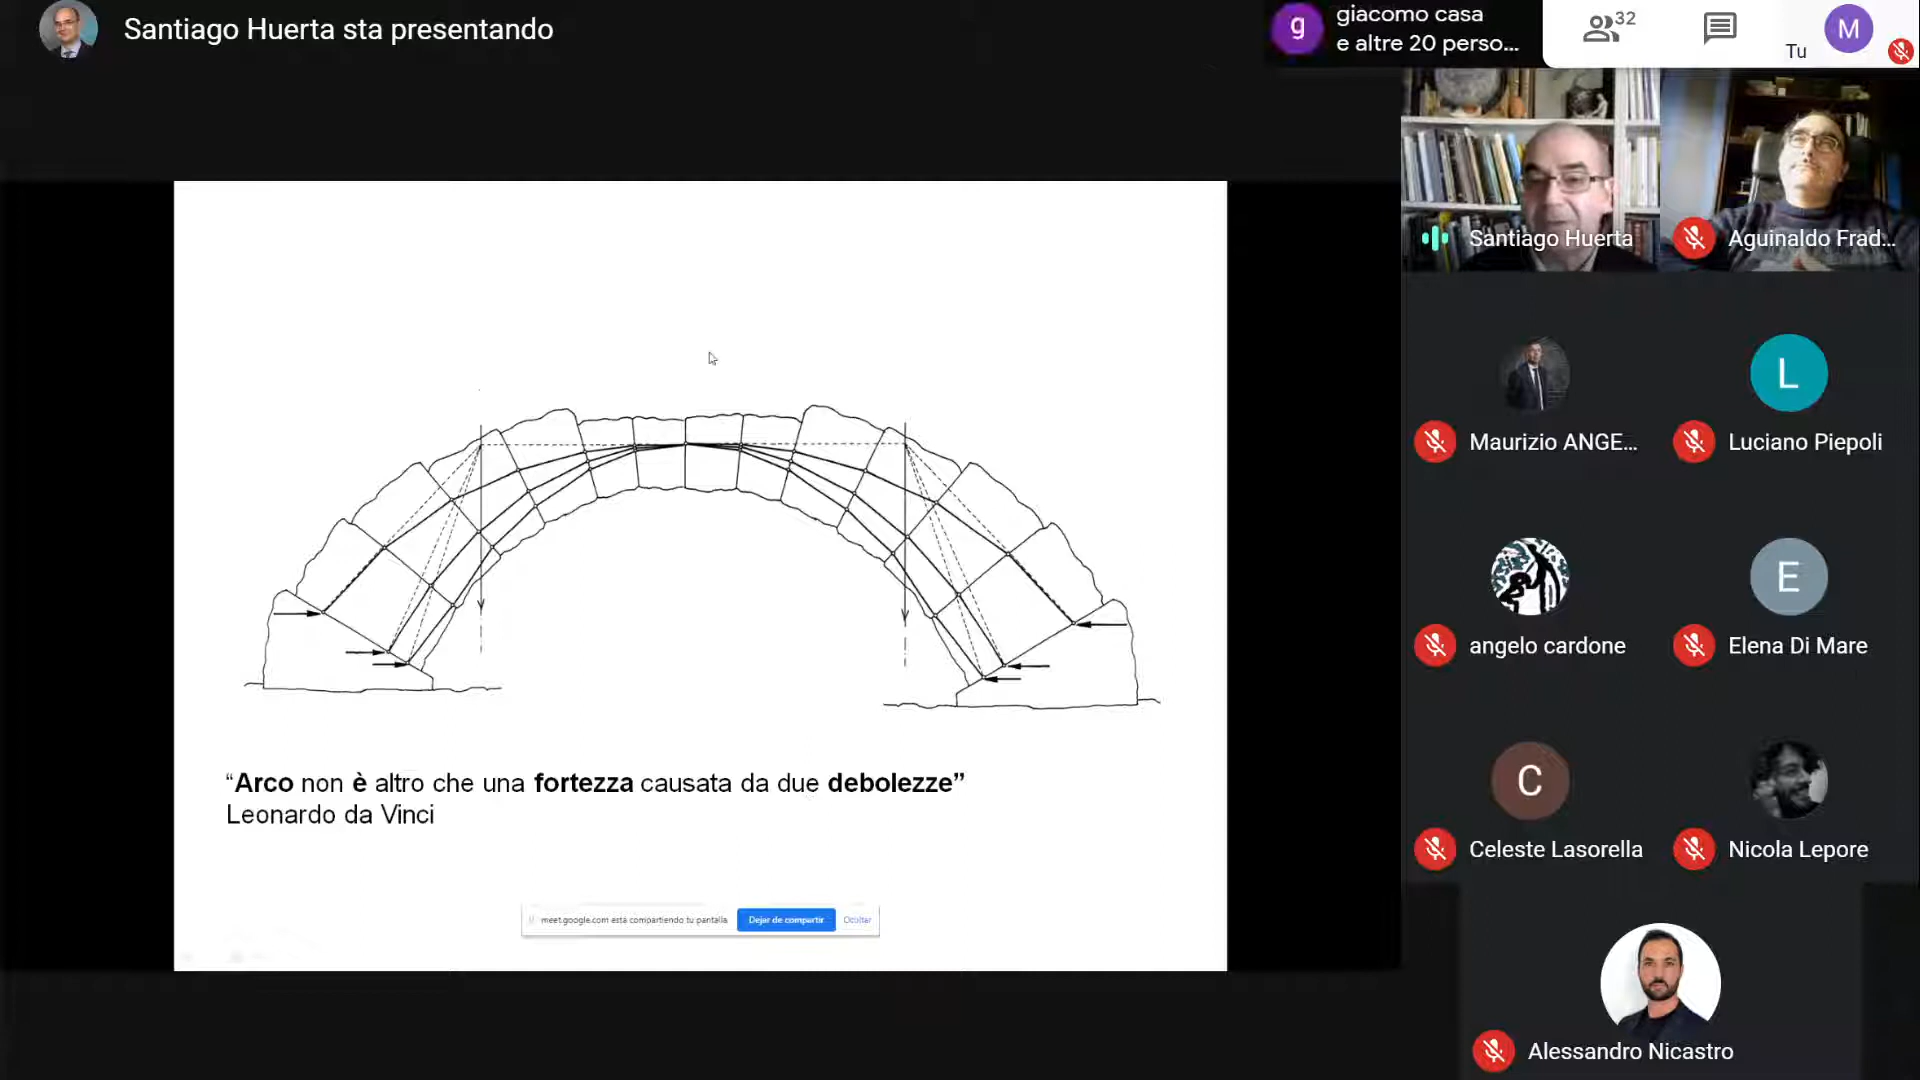 Santiago Huerta sta presentando
g
giacomo casa
e altre 20 perso...
32
Tu
M
Santiago Huerta
Aguinaldo Frad...
Maurizio ANGE...
L
Luciano Piepoli
angelo cardone
E
Elena Di Mare
C
Celeste Lasorella
Nicola Lepore
Alessandro Nicastro
“Arco non è altro che una fortezza causata da due debolezze”
Leonardo da Vinci
meet.google.com está compartiendo tu pantalla.
Dejar de compartir
Ocultar